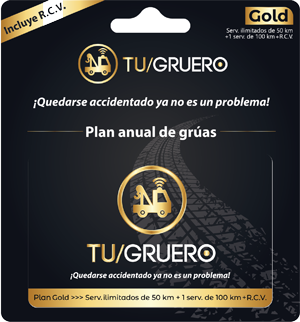 Incluye R.C.V.
Gold
Serv. ilimitados de 50 km
+1 serv. de 100 km+R.C.V.
TU/GRUERO
¡Quedarse accidentado ya no es un problema!
Plan anual de grúas
TU/GRUERO
¡Quedarse accidentado ya no es un problema!
Plan Gold >>> Serv. ilimitados de 50 km + 1 serv. de 100 km+R.C.V.